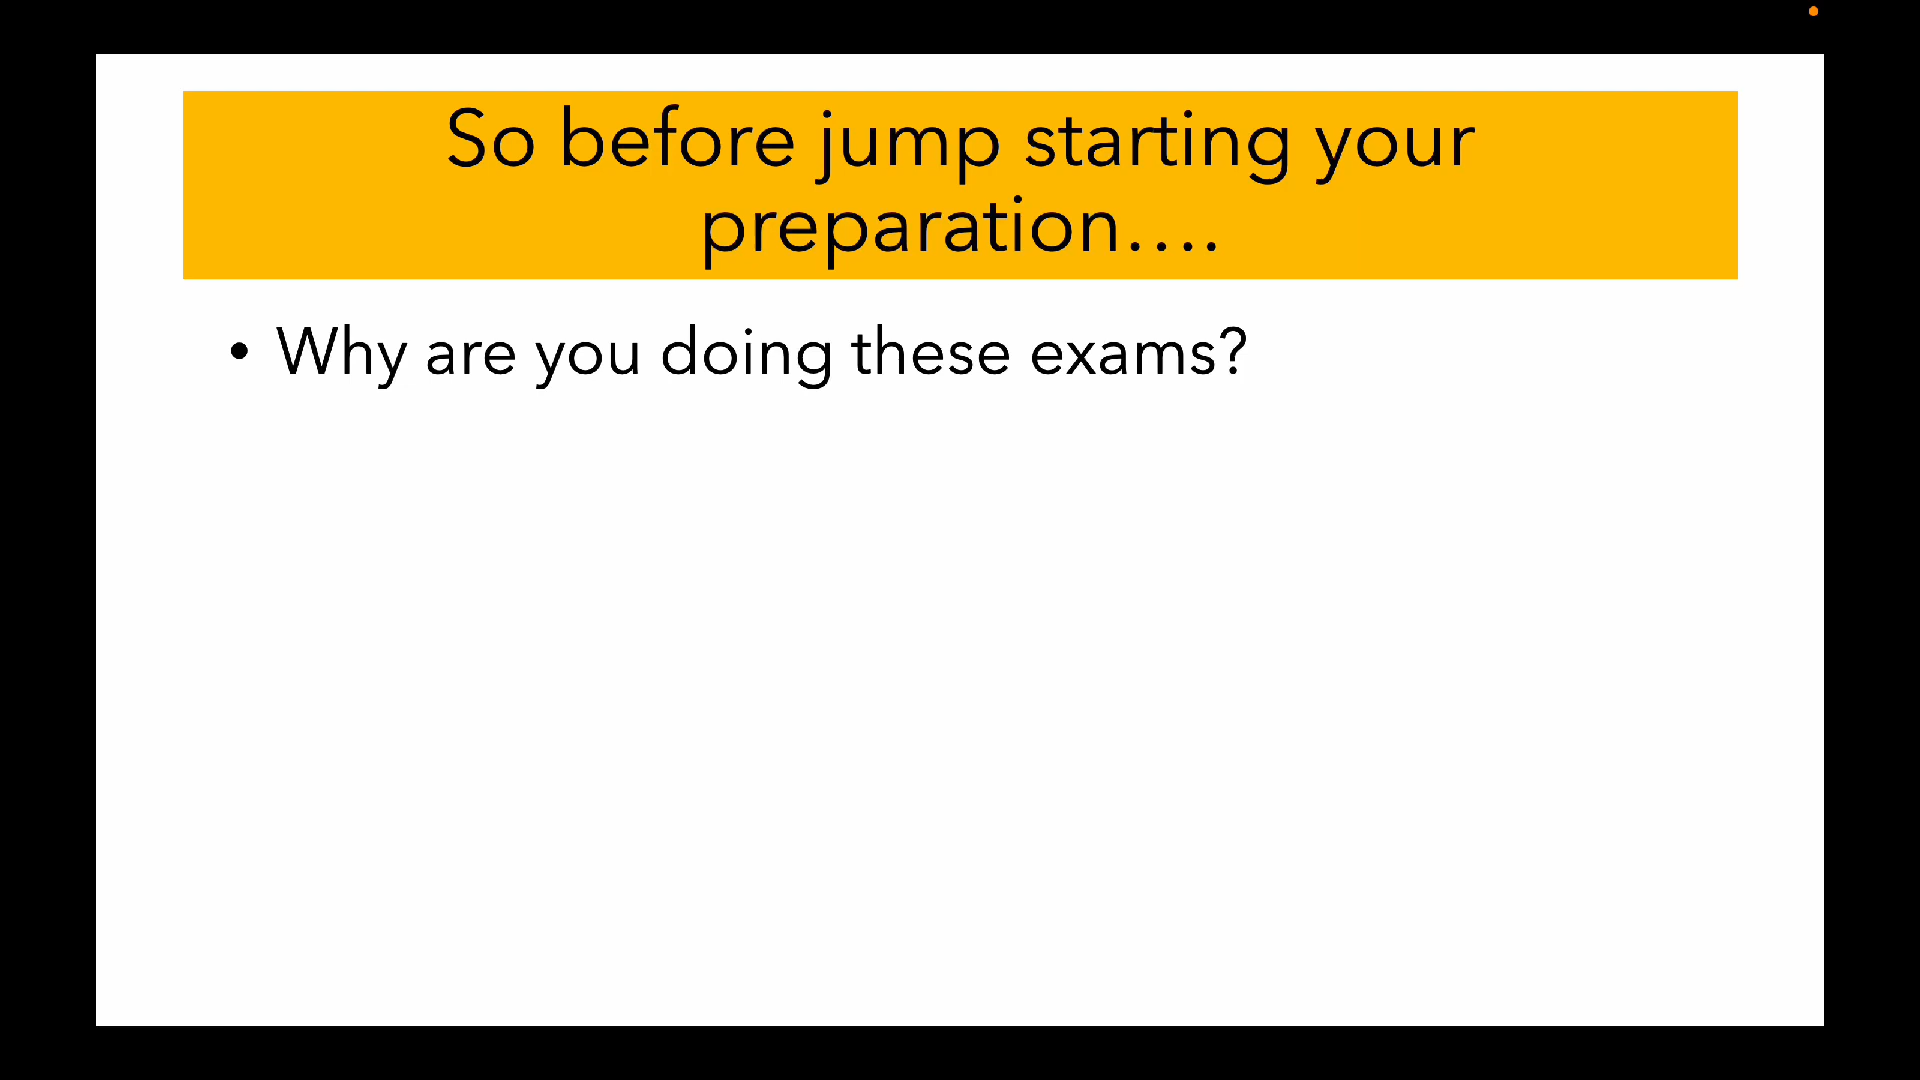 So before jump starting your
preparation....
• Why are you doing these exams?